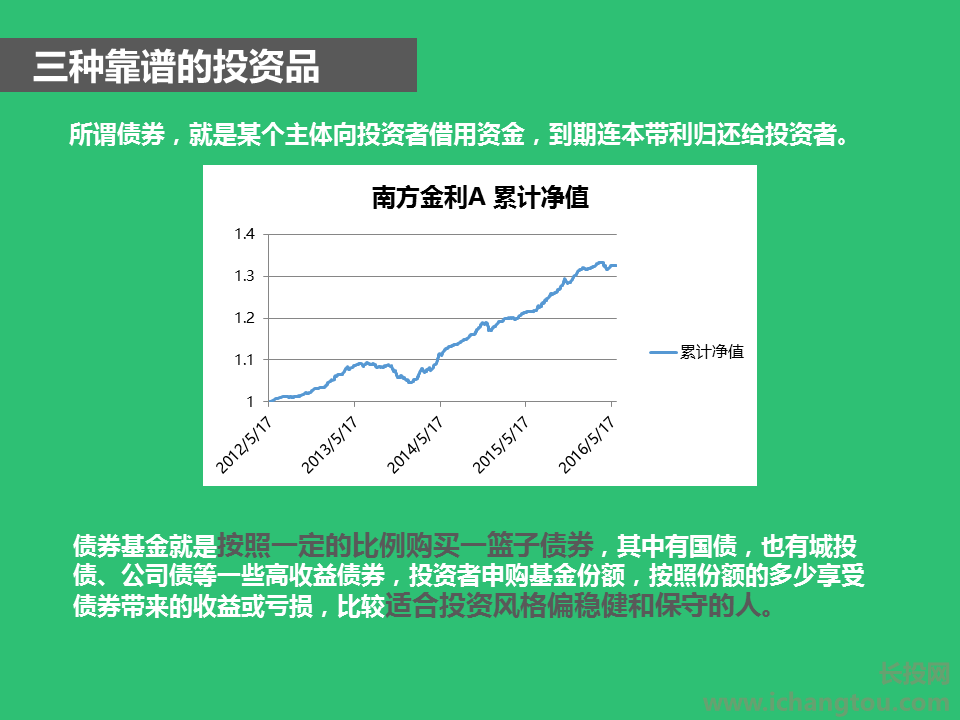 三种靠谱的投资品
所谓债券，就是某个主体向投资者借用资金，到期连本带利归还给投资者。
南方金利A 累计净值
1.4
1.3
1.2
1.1
1
累计净值
2012/5/17
2013/5/17
2014/5/17
2015/5/17
2016/5/17
债券基金就是按照一定的比例购买一篮子债券，其中有国债，也有城投
债、公司债等一些高收益债券，投资者申购基金份额，按照份额的多少享受
债券带来的收益或亏损，比较适合投资风格偏稳健和保守的人。
长投网
www.ichangtou.com